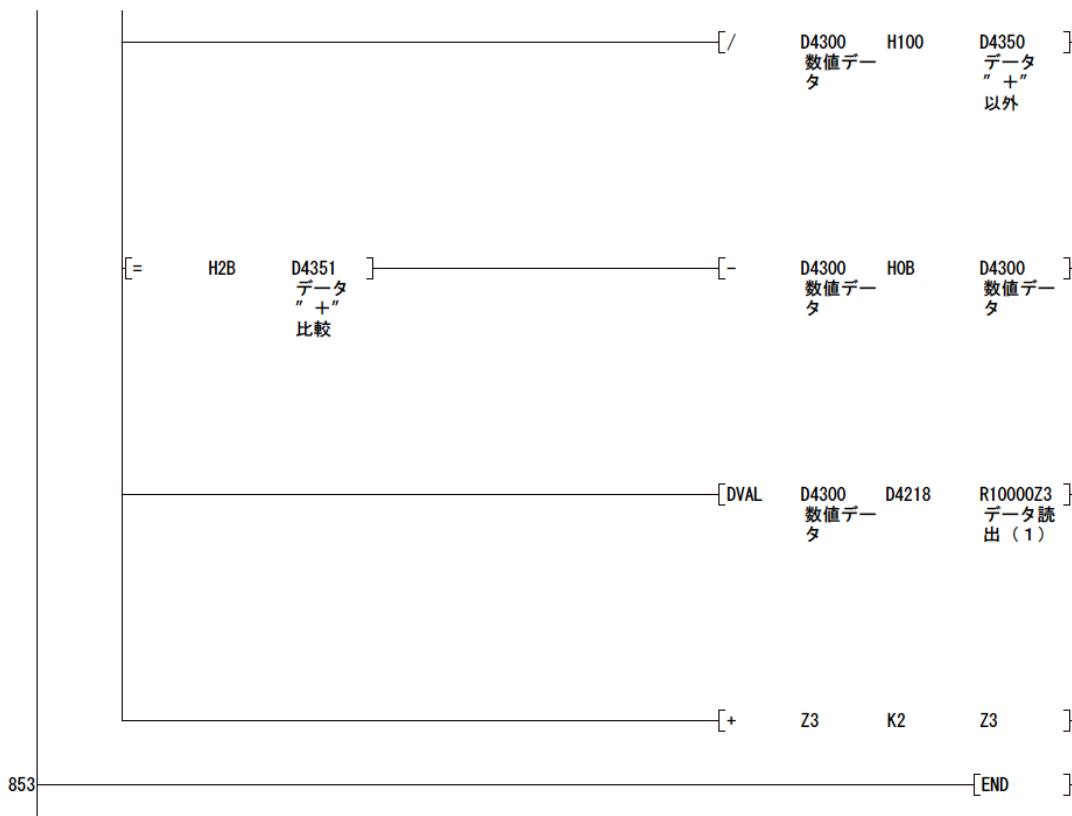 [/ D4300 H100 D4350 ]
数値デー データ
タ ″ +″
以外
[= H2B D4351 ] [- D4300 H0B D4300 ]
データ 数値デー 数値デー
″ +″ タ タ
比較
[DVAL D4300 D4218 R10000Z3 ]
数値デー データ読
タ 出（１）
[+ Z3 K2 Z3 ]
853 [END ]